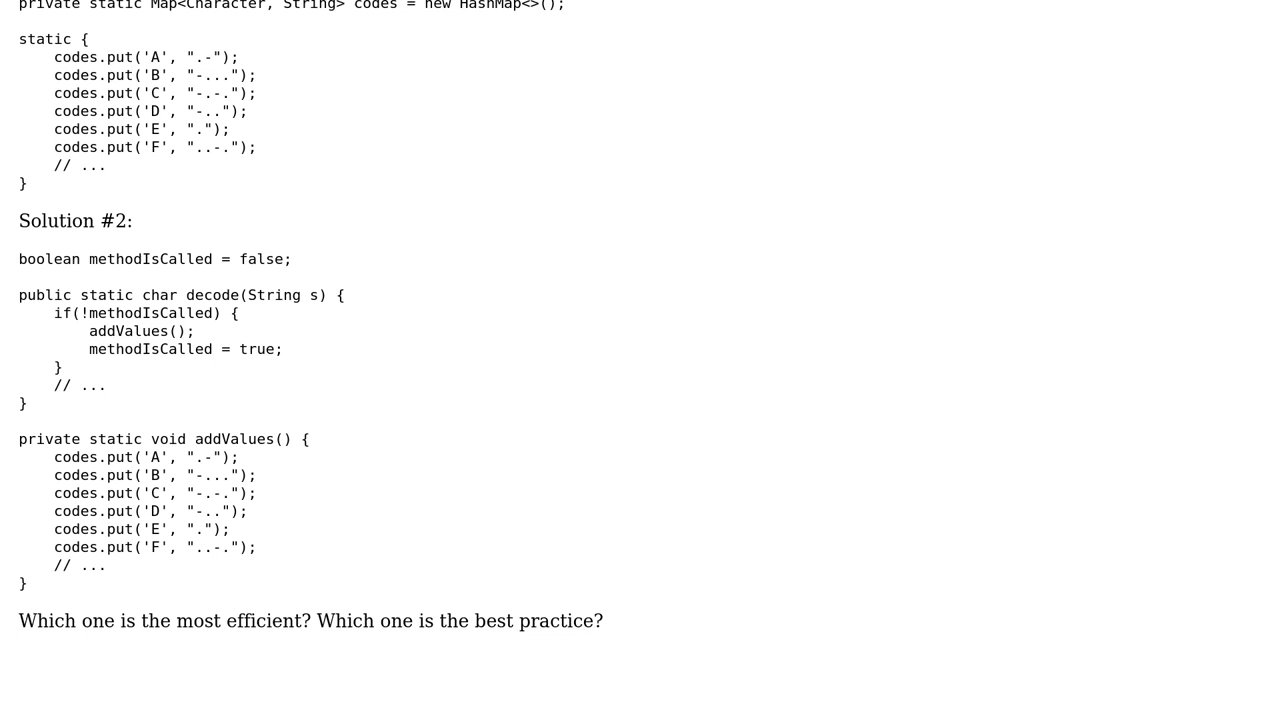 private static Map<Character, String> codes = new HashMap<>();
static {
    codes.put('A', ".-");
    codes.put('B', "-...");
    codes.put('C', "-.-.");
    codes.put('D', "-..");
    codes.put('E', ".");
    codes.put('F', "..-.");
    // ...
}
Solution #2:
boolean methodIsCalled = false;
public static char decode(String s) {
    if(!methodIsCalled) {
        addValues();
        methodIsCalled = true;
    }
    // ...
}
private static void addValues() {
    codes.put('A', ".-");
    codes.put('B', "-...");
    codes.put('C', "-.-.");
    codes.put('D', "-..");
    codes.put('E', ".");
    codes.put('F', "..-.");
    // ...
}
Which one is the most efficient? Which one is the best practice?